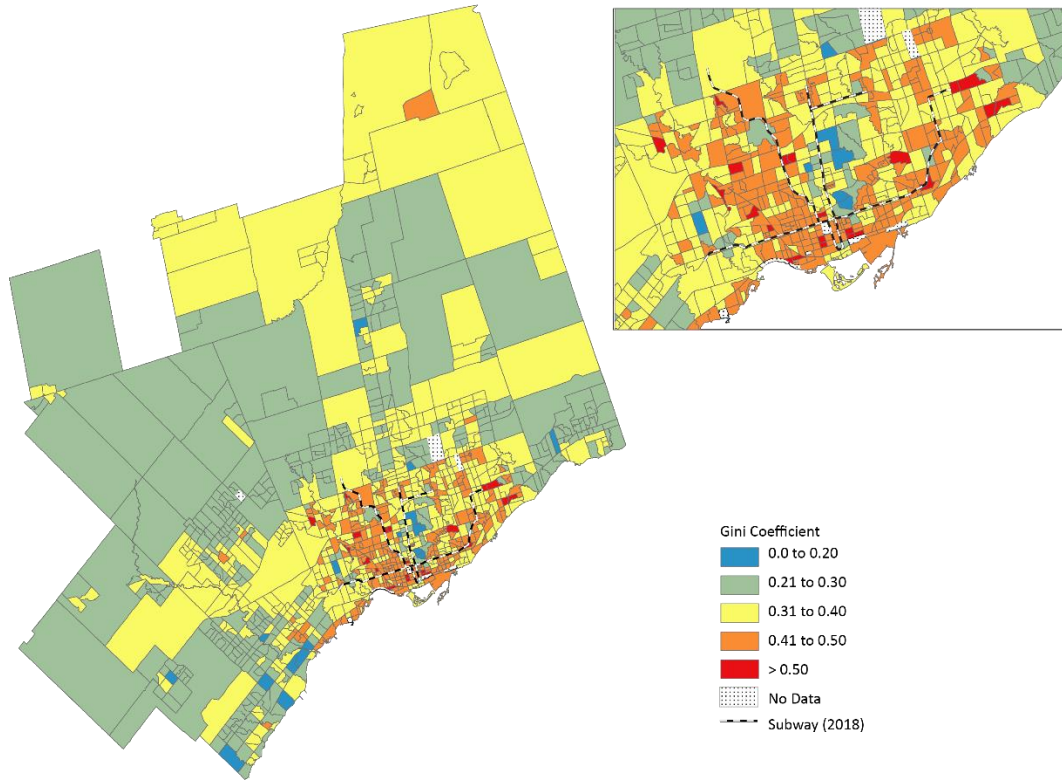 Gini Coefficient
0.0 to 0.20
0.21 to 0.30
0.31 to 0.40
0.41 to 0.50
> 0.50
No Data
Subway (2018)